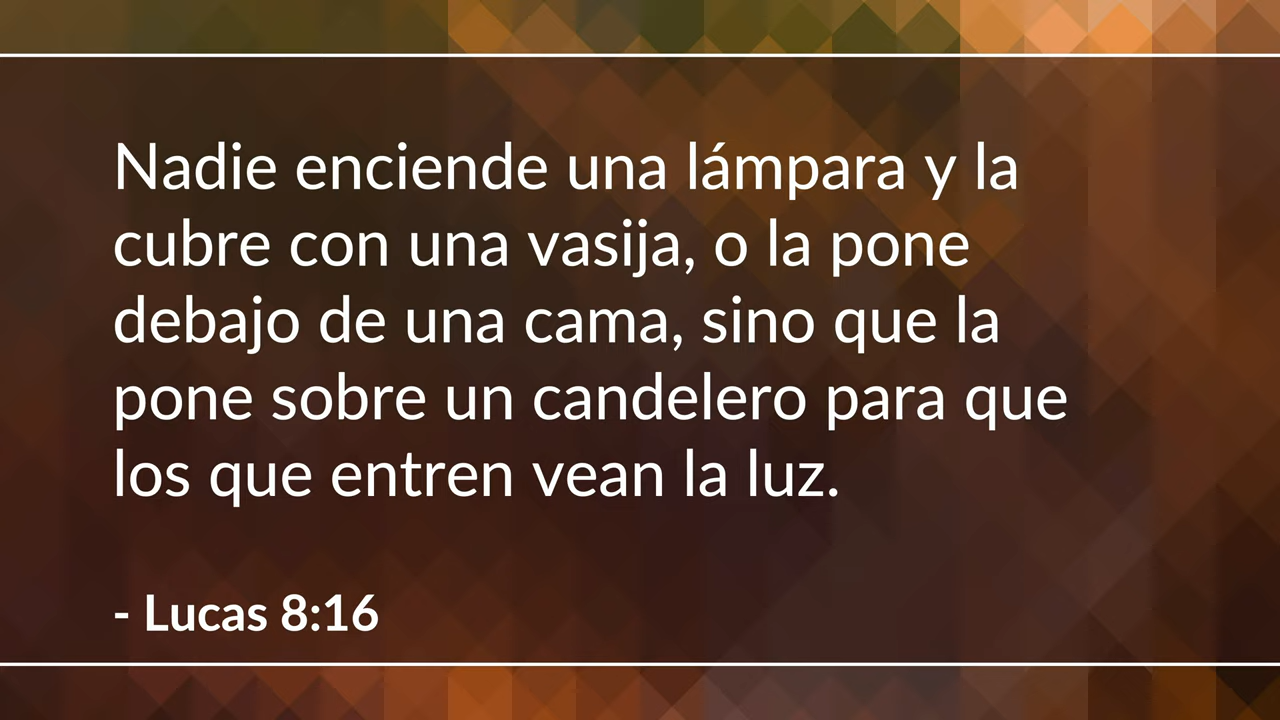 Nadie enciende una lámpara y la
cubre con una vasija, o la pone
debajo de una cama, sino que la
pone sobre un candelero para que
los que entren vean la luz.
- Lucas 8:16